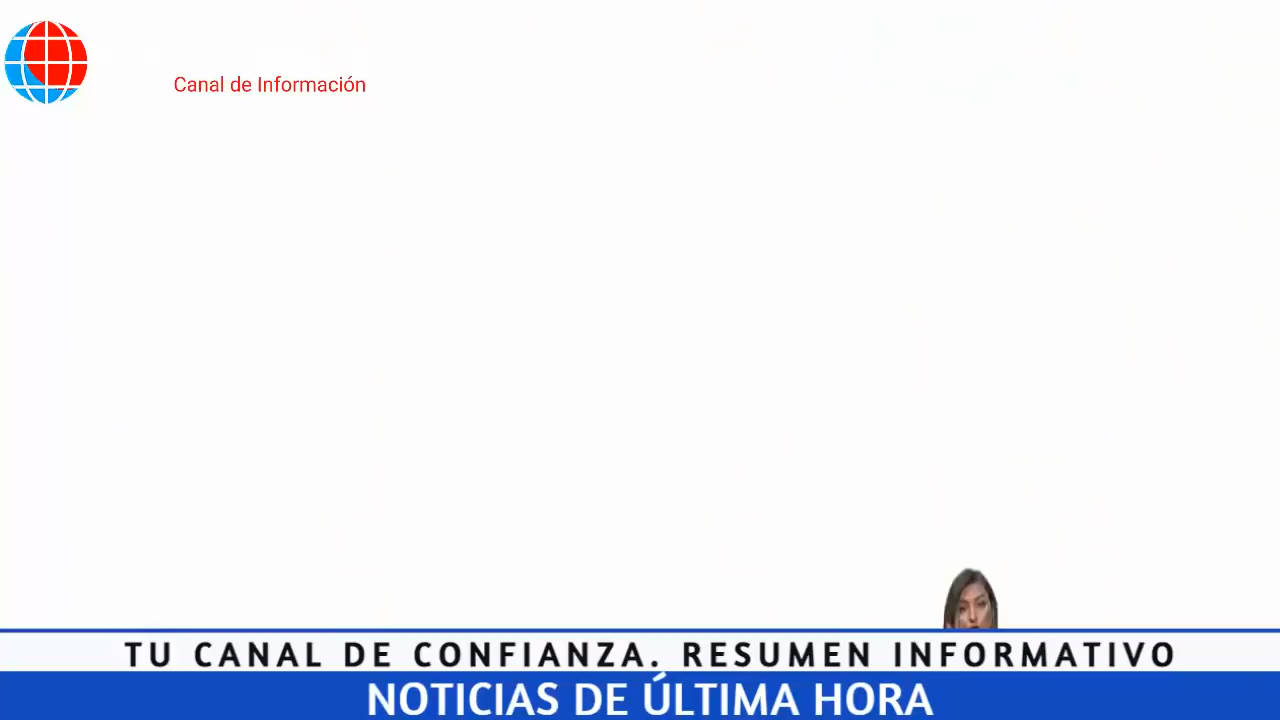 Canal de Información
TU CANAL DE CONFIANZA. RESUMEN INFORMATIVO
NOTICIAS DE ÚLTIMA HORA